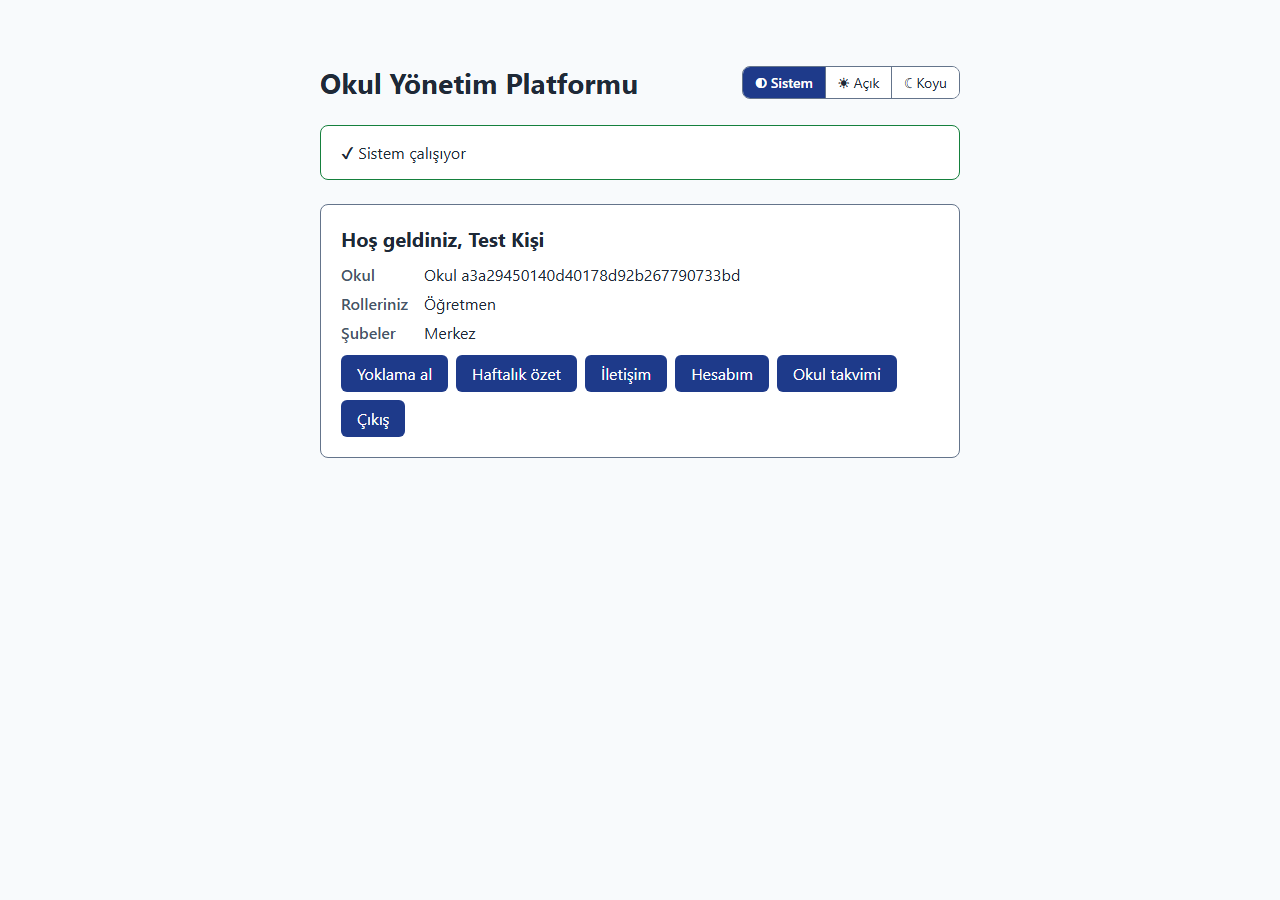 Okul Yönetim Platformu
◐ Sistem ☀ Açık ☾ Koyu
✓ Sistem çalışıyor
Hoş geldiniz, Test Kişi
Okul Okul a3a29450140d40178d92b267790733bd
Rolleriniz Öğretmen
Şubeler Merkez
Yoklama al Haftalık özet İletişim Hesabım Okul takvimi
Çıkış